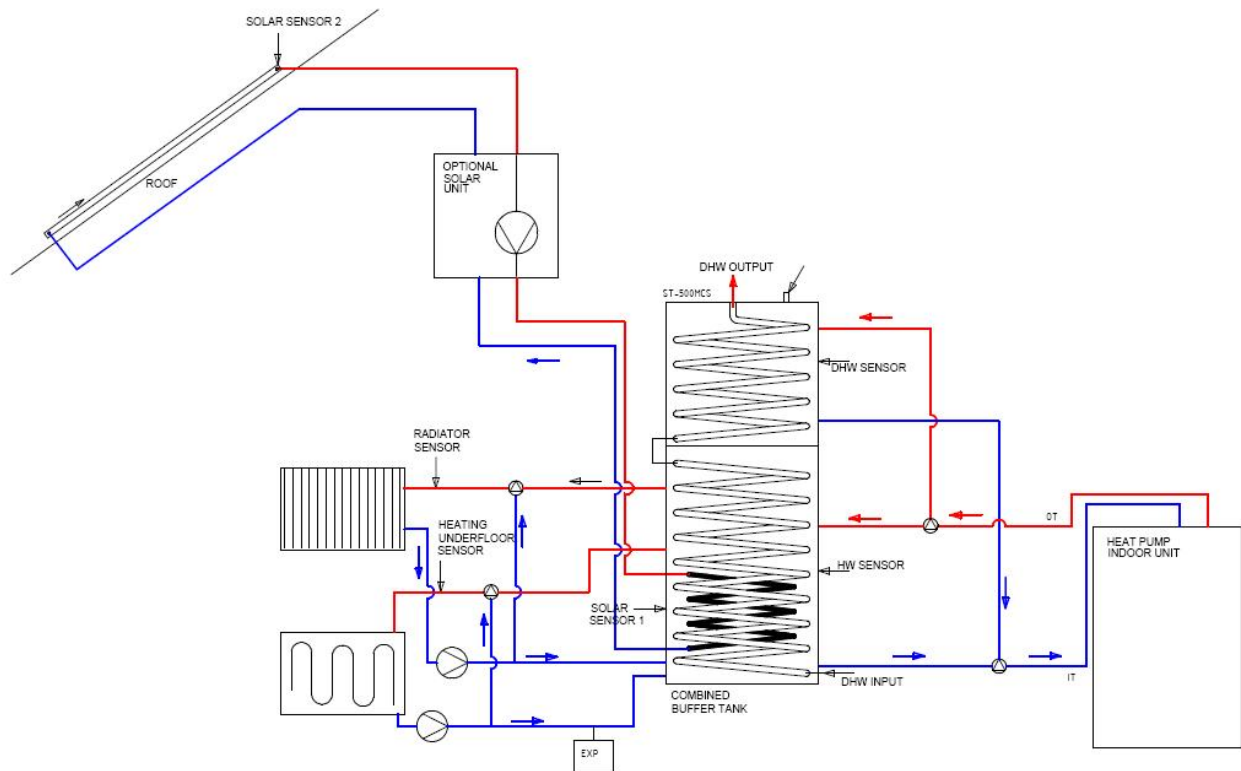 SOLAR SENSOR 2
ROOF
OPTIONAL
SOLAR
UNIT
DHW OUTPUT
ST-500MCS
DHW SENSOR
RADIATOR
SENSOR
HEATING
UNDERFLOOR
SENSOR
OT
HEAT PUMP
INDOOR UNIT
HW SENSOR
SOLAR
SENSOR 1
IT
DHW INPUT
COMBINED
BUFFER TANK
EXP